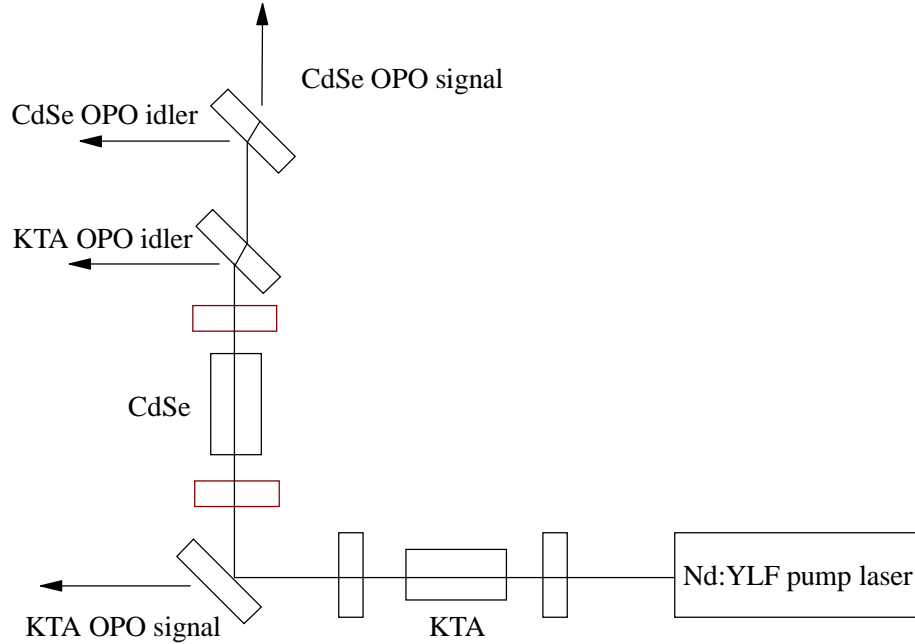 CdSe OPO signal
CdSe OPO idler
KTA OPO idler
CdSe
Nd:YLF pump laser
KTA OPO signal
KTA